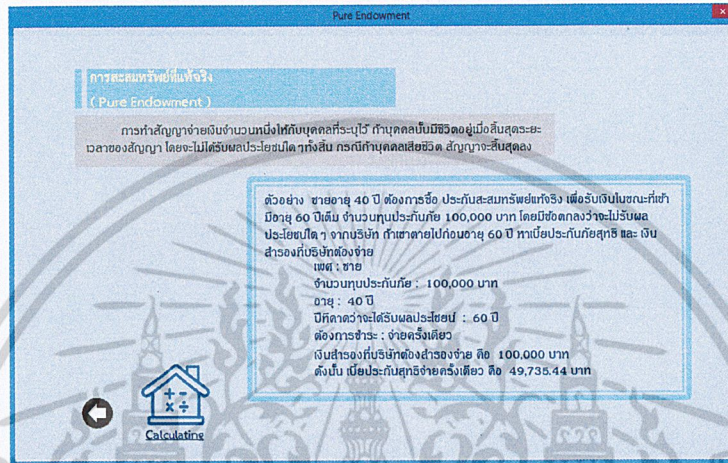 Pure Endowment
การสะสมทรัพย์ที่แท้จริง
( Pure Endowment )
การทำสัญญาจ่ายเงินจำนวนหนึ่งให้กับบุคคลที่ระบุไว้ ถ้าบุคคลนั้นมีชีวิตอยู่เมื่อสิ้นสุดระยะ
เวลาของสัญญา โดยจะไม่ได้รับผลประโยชน์ใด ๆ ทั้งสิ้น กรณีถ้าบุคคลเสียชีวิต สัญญาจะสิ้นสุดลง
ตัวอย่าง ชายอายุ 40 ปี ต้องการซื้อ ประกันสะสมทรัพย์แท้จริง เพื่อรับเงินในขณะที่เข้า
มีอายุ 60 ปีเต็ม จำนวนทุนประกันภัย 100,000 บาท โดยมีข้อตกลงว่าจะไม่รับผล
ประโยชน์ใด ๆ จากบริษัท ถ้าเขาตายไปก่อนอายุ 60 ปี หาเบี้ยประกันภัยสุทธิ และ เงิน
สำรองที่บริษัทต้องจ่าย
เพศ : ชาย
จำนวนทุนประกันภัย : 100,000 บาท
อายุ : 40 ปี
ปีที่คาดว่าจะได้รับผลประโยชน์ : 60 ปี
ต้องการชำระ : จ่ายครั้งเดียว
เงินสำรองที่บริษัทต้องสำรองจ่าย คือ 100,000 บาท
ดังนั้น เบี้ยประกันสุทธิจ่ายครั้งเดียว คือ 49,735.44 บาท
Calculating